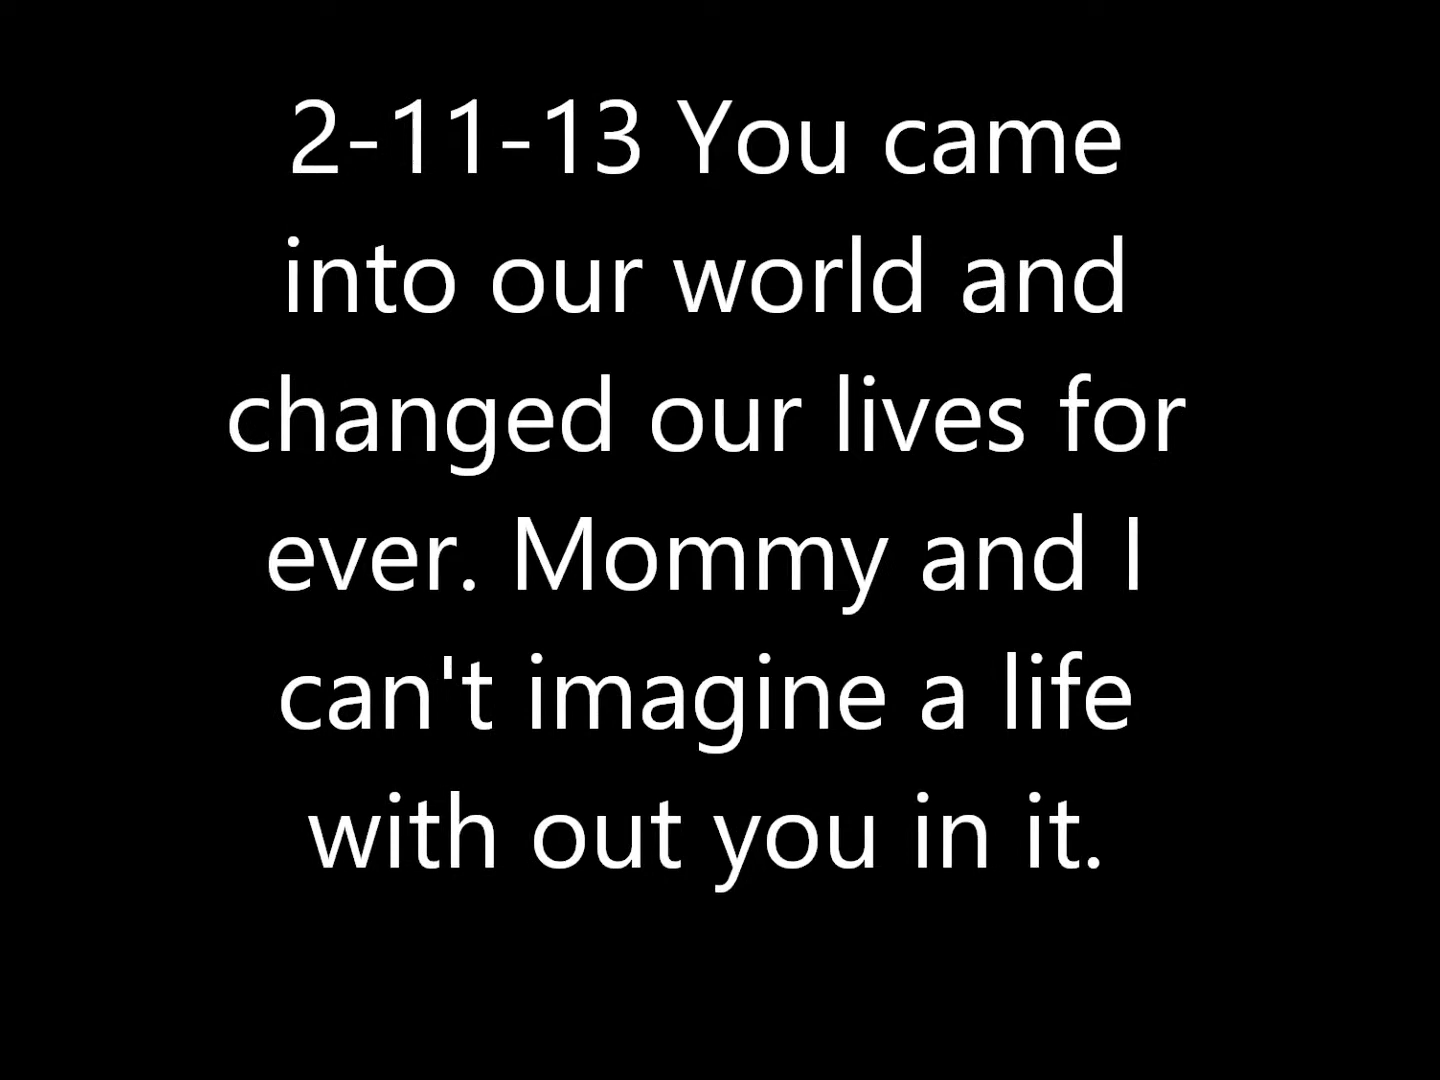 2-11-13 You came
into our world and
changed our lives for
ever. Mommy and I
can't imagine a life
with out you in it.